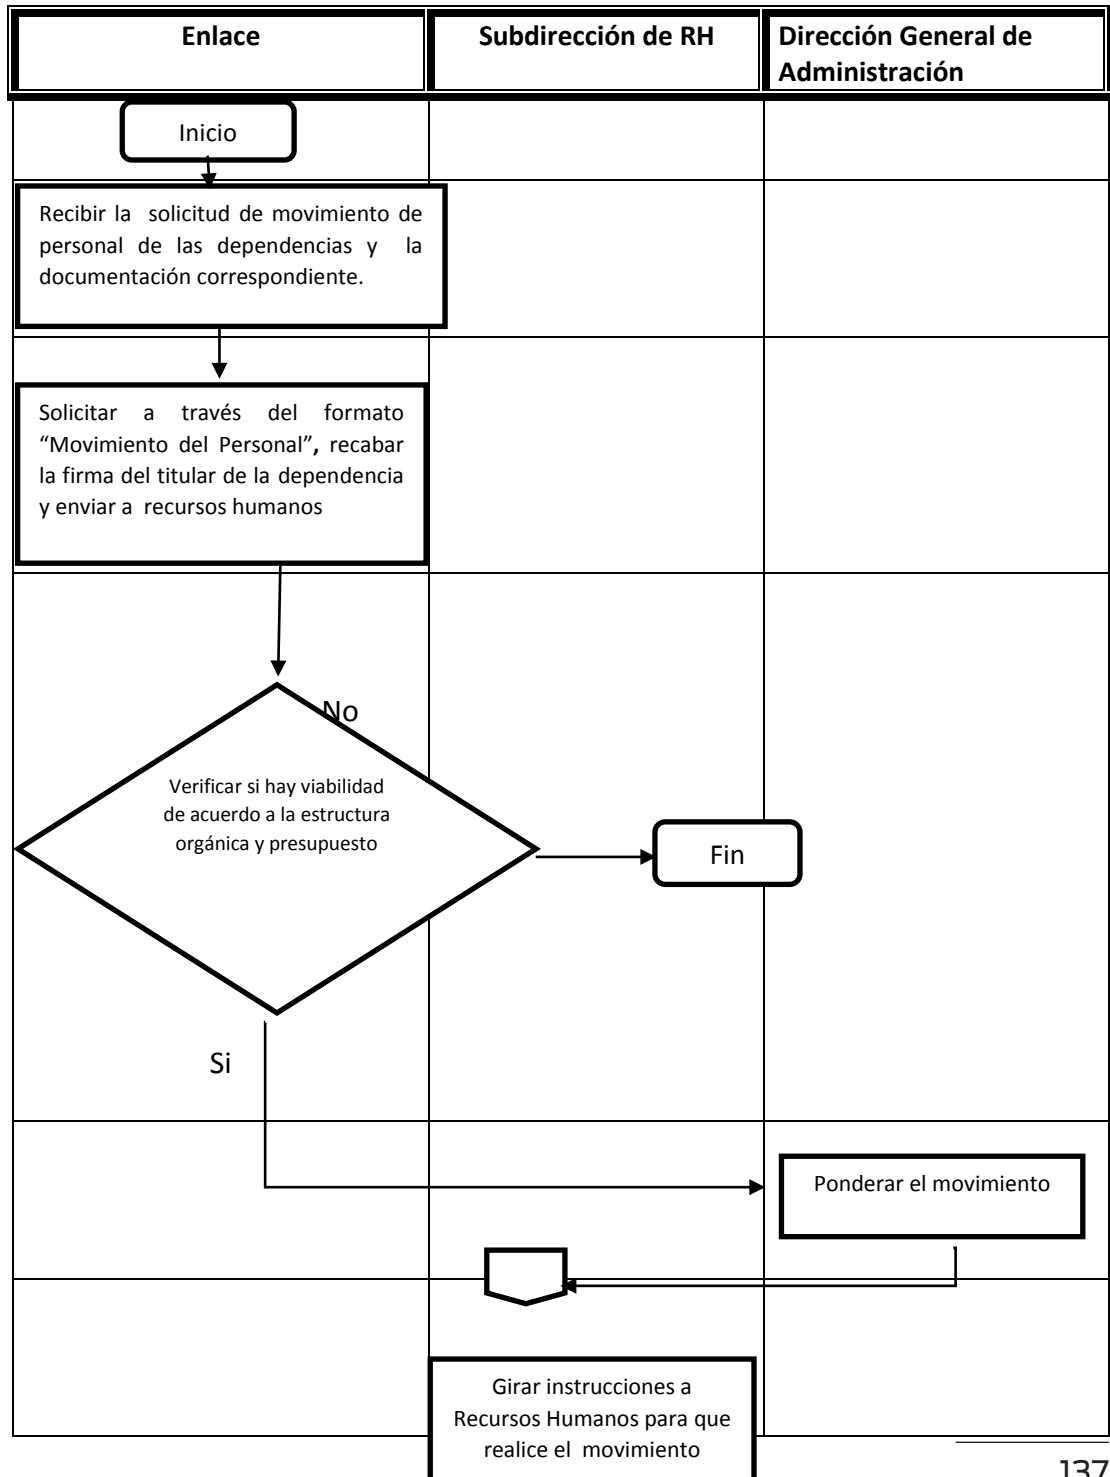 Enlace
Subdirección de RH
Dirección General de
Administración
Inicio
Recibir la solicitud de movimiento de
personal de las dependencias y la
documentación correspondiente.
Solicitar a través del formato
“Movimiento del Personal”, recabar
la firma del titular de la dependencia
y enviar a recursos humanos
No
Verificar si hay viabilidad
de acuerdo a la estructura
orgánica y presupuesto
Fin
Si
Ponderar el movimiento
Girar instrucciones a
Recursos Humanos para que
realice el movimiento
137